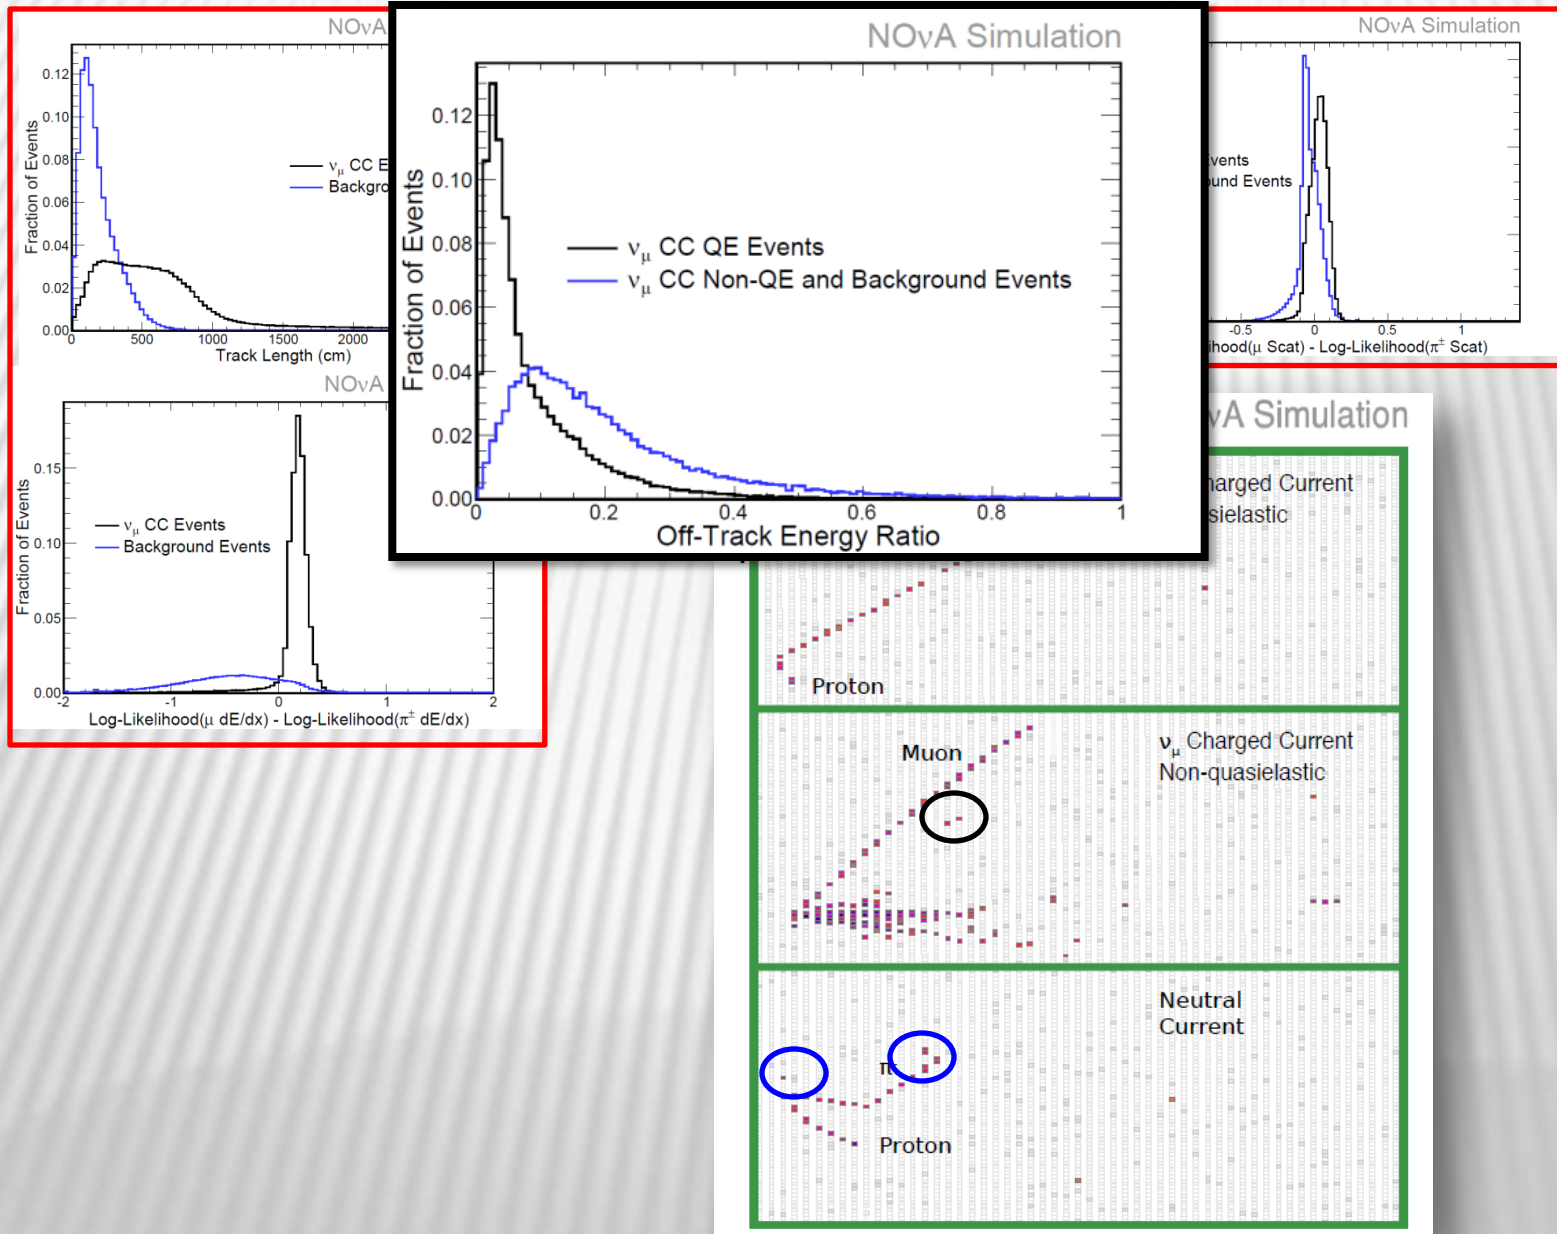 NOνA
0.12
0.10
0.08
0.06
0.04
0.02
0.00
Fraction of Events
νμ CC E
Backgro
0
500
1000
1500
2000
Track Length (cm)
NOνA
0.15
0.10
0.05
0.00
Fraction of Events
νμ CC Events
Background Events
-2
-1
0
1
2
Log-Likelihood(μ dE/dx) - Log-Likelihood(π± dE/dx)
NOνA Simulation
0.12
0.10
0.08
0.06
0.04
0.02
0.00
Fraction of Events
νμ CC QE Events
νμ CC Non-QE and Background Events
0
0.2
0.4
0.6
0.8
1
Off-Track Energy Ratio
NOνA Simulation
Events
und Events
-0.5
0
0.5
1
ihood(μ Scat) - Log-Likelihood(π± Scat)
νA Simulation
harged Current
sielastic
Proton
Muon
νμ Charged Current
Non-quasielastic
Neutral
Current
π
Proton